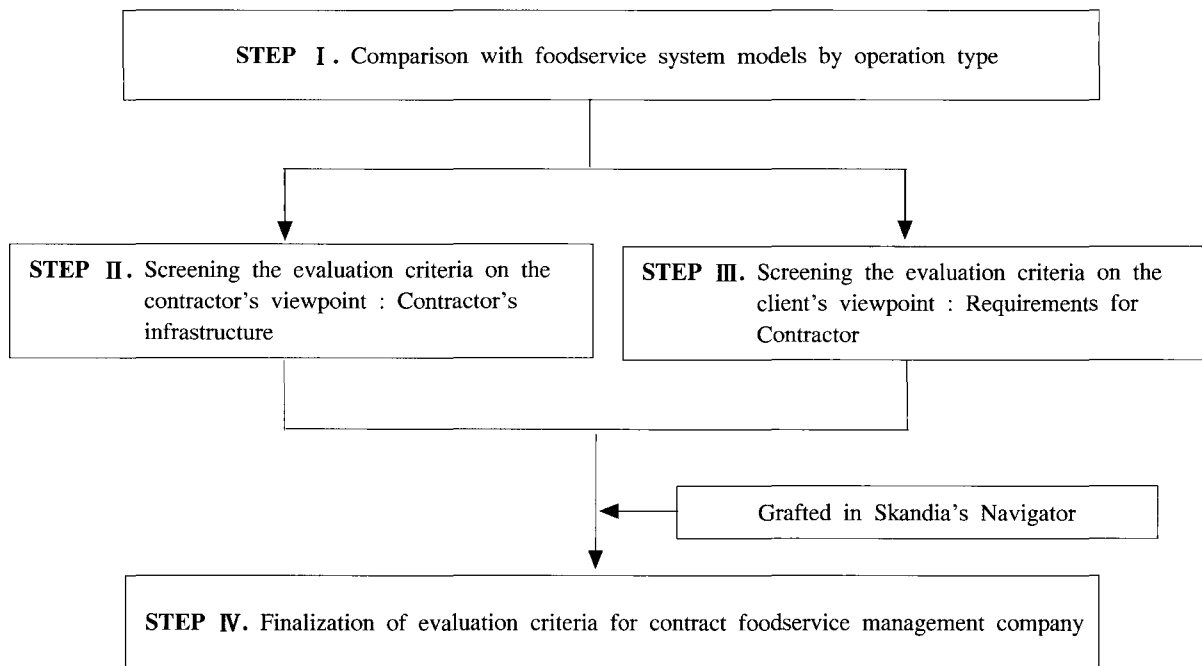 STEP Ⅰ. Comparison with foodservice system models by operation type
STEP Ⅱ. Screening the evaluation criteria on the
contractor's viewpoint : Contractor's
infrastructure
STEP Ⅲ. Screening the evaluation criteria on the
client's viewpoint : Requirements for
Contractor
Grafted in Skandia's Navigator
STEP Ⅳ. Finalization of evaluation criteria for contract foodservice management company